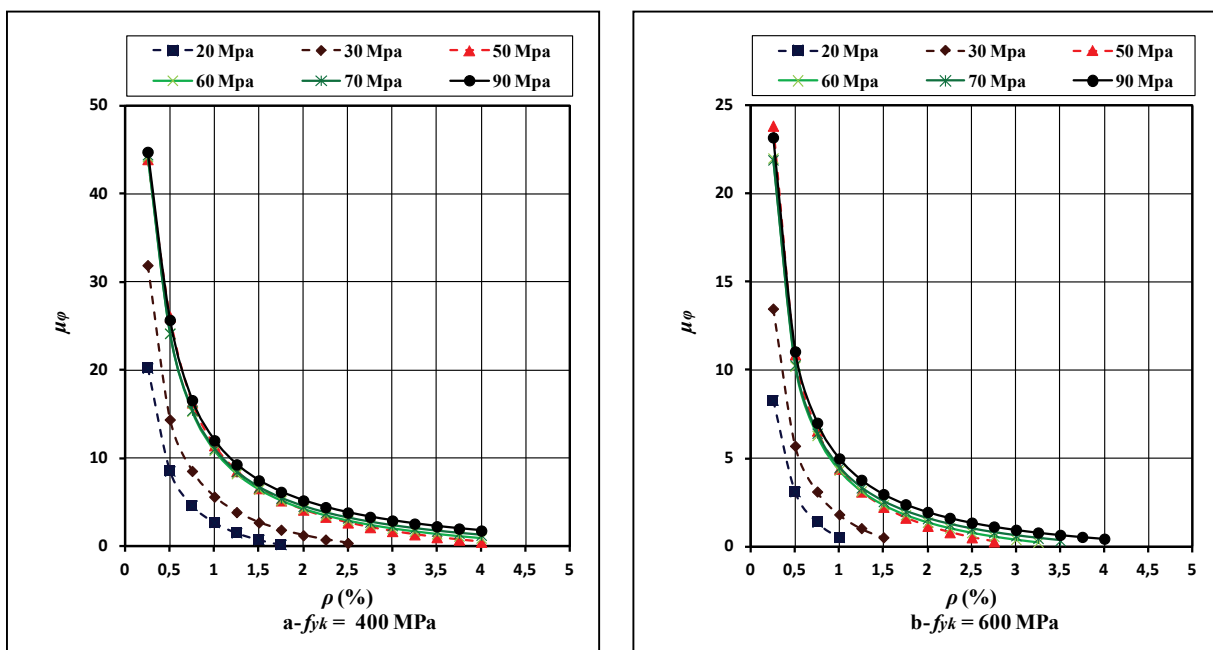 20 Mpa 30 Mpa 50 Mpa
60 Mpa 70 Mpa 90 Mpa
50
40
30
20
10
0
μφ
0 0,5 1 1,5 2 2,5 3 3,5 4 4,5 5
ρ (%)
a-fyk = 400 MPa
20 Mpa 30 Mpa 50 Mpa
60 Mpa 70 Mpa 90 Mpa
25
20
15
10
5
0
μφ
0 0,5 1 1,5 2 2,5 3 3,5 4 4,5 5
ρ (%)
b-fyk = 600 MPa